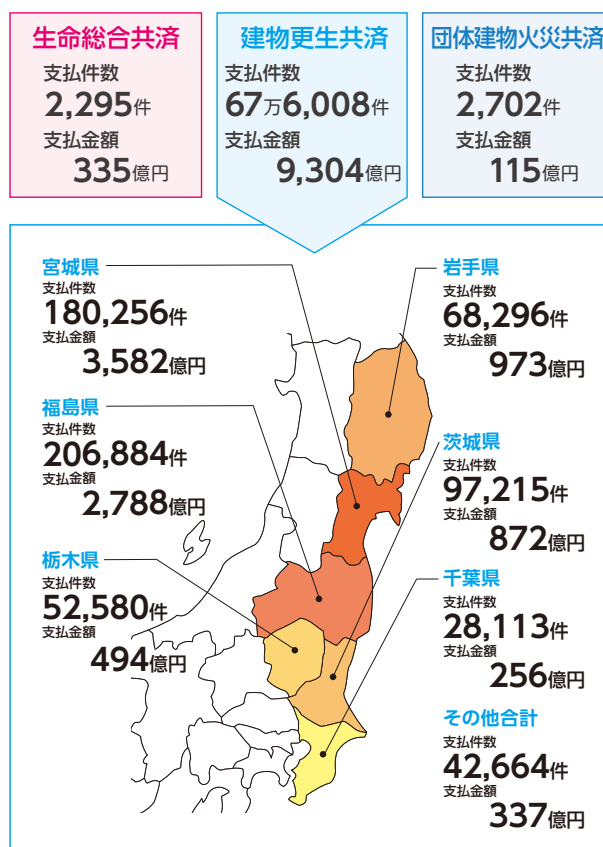 生命総合共済
支払件数
2,295件
支払金額
335億円
建物更生共済
支払件数
67万6,008件
支払金額
9,304億円
団体建物火災共済
支払件数
2,702件
支払金額
115億円
宮城県
支払件数
180,256件
支払金額
3,582億円
福島県
支払件数
206,884件
支払金額
2,788億円
栃木県
支払件数
52,580件
支払金額
494億円
岩手県
支払件数
68,296件
支払金額
973億円
茨城県
支払件数
97,215件
支払金額
872億円
千葉県
支払件数
28,113件
支払金額
256億円
その他合計
支払件数
42,664件
支払金額
337億円